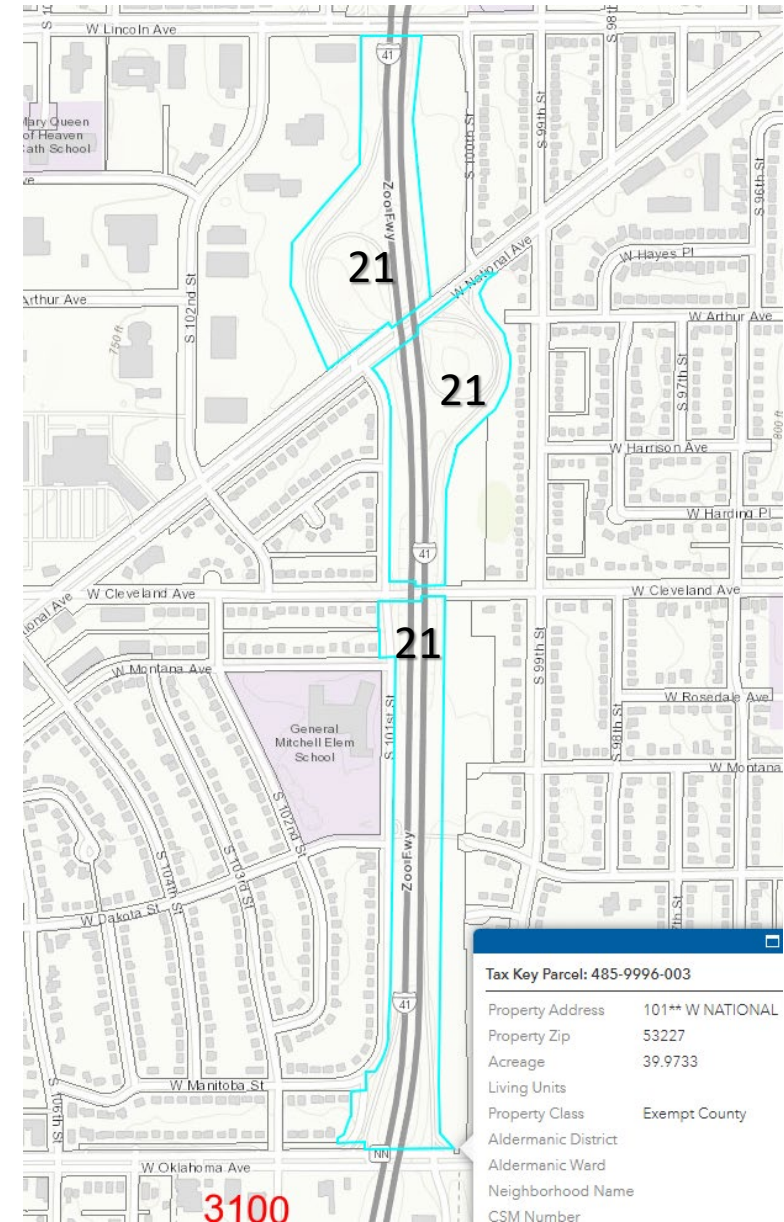 W Lincoln Ave
41
S 98th St
S 100th St
S 99th St
Mary Queen
of Heaven
Cath School
S 96th St
Zoo Fwy
W National Ave
W Hayes Pl
21
S 102nd St
Arthur Ave
W Arthur Ave
750 ft
21
S 97th St
800 ft
W Harrison Ave
W Harding Pl
41
W Cleveland Ave
W Cleveland Ave
ional Ave
21
W Montana Ave
S 99th St
W Rosedale Ave
General
Mitchell Elem
School
S 101st St
S 98th St
W Montana
S 102nd St
S 103rd St
S 104th St
Zoo Fwy
W Dakota St
7th St
41
W Manitoba St
S 106th St
NN
W Oklahoma Ave
3100
Tax Key Parcel: 485-9996-003
Property Address 101** W NATIONAL
Property Zip 53227
Acreage 39.9733
Living Units
Property Class Exempt County
Aldermanic District
Aldermanic Ward
Neighborhood Name
CSM Number